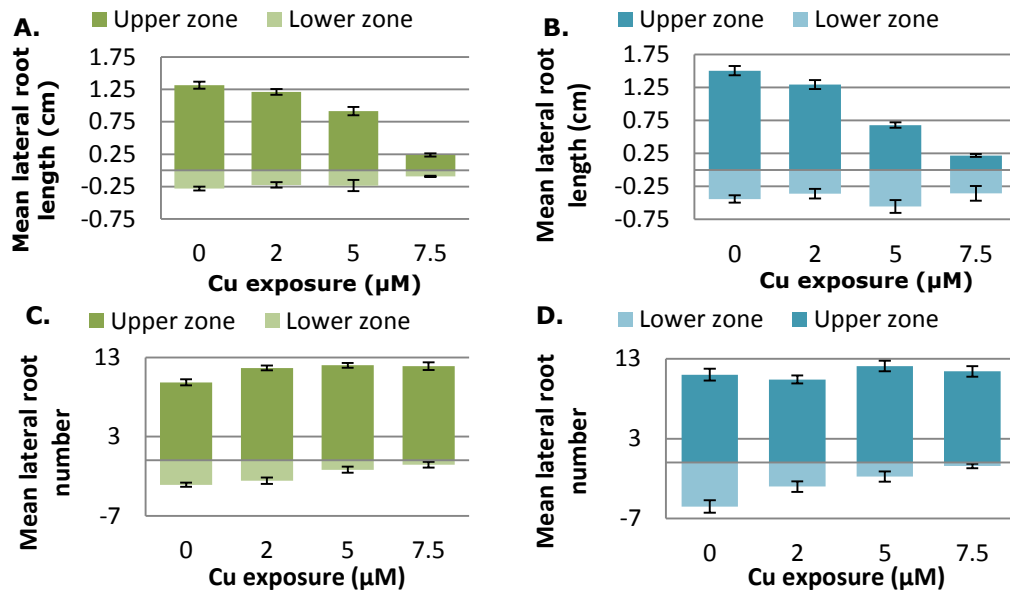 A.
Upper zone Lower zone
Mean lateral root
length (cm)
1.75
1.25
0.75
0.25
-0.25
-0.75
0 2 5 7.5
Cu exposure (µM)
B.
Upper zone Lower zone
Mean lateral root
length (cm)
1.75
1.25
0.75
0.25
-0.25
-0.75
0 2 5 7.5
Cu exposure (µM)
C.
Upper zone Lower zone
Mean lateral root
number
13
3
-7
0 2 5 7.5
Cu exposure (µM)
D.
Lower zone Upper zone
Mean lateral root
number
13
3
-7
0 2 5 7.5
Cu exposure (µM)